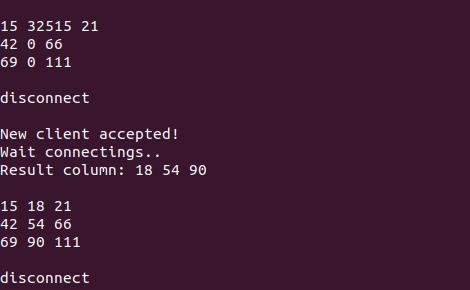 15 32515 21
42 0 66
69 0 111
disconnect
New client accepted!
Wait connectings..
Result column: 18 54 90
15 18 21
42 54 66
69 90 111
disconnect